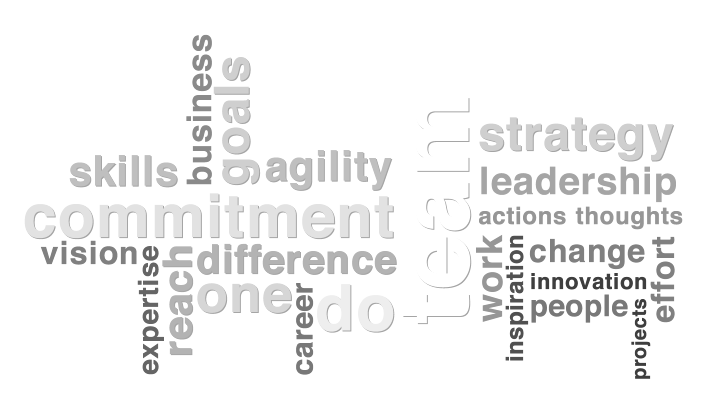 business
goals
skills
agility
commitment
vision
difference
expertise
reach
one
career
do
team
strategy
leadership
actions thoughts
work
inspiration
change
innovation
people
projects
effort